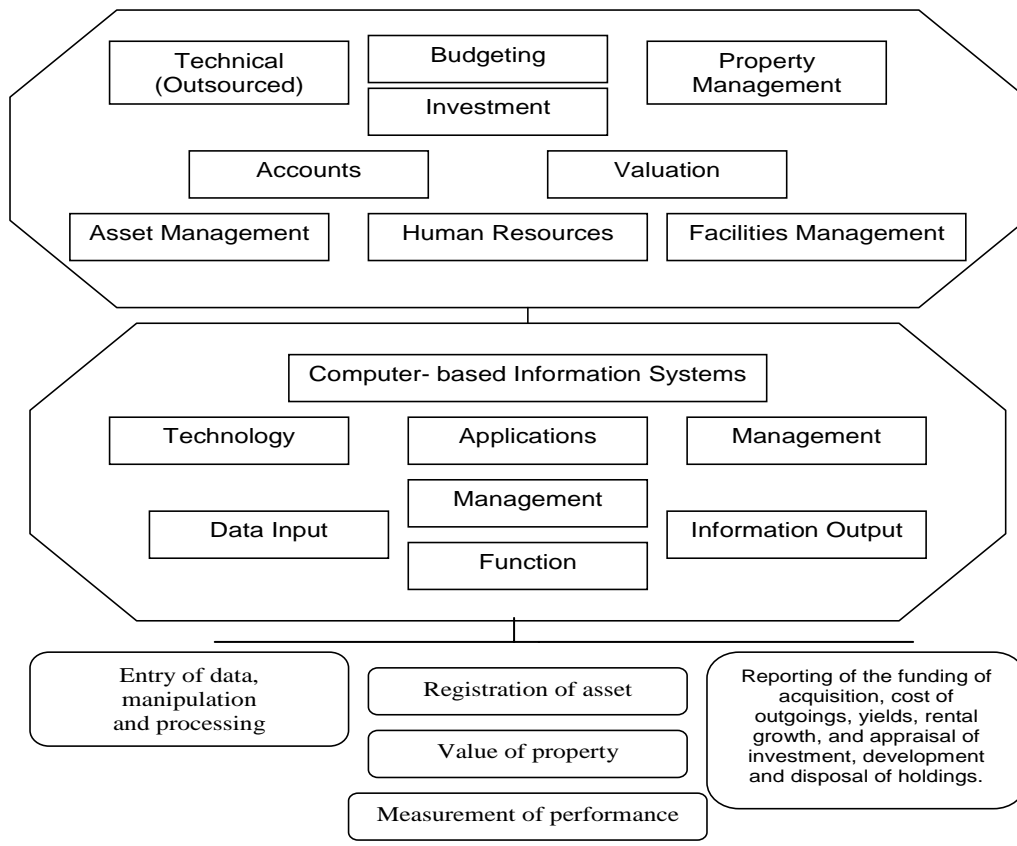 Technical
(Outsourced)
Budgeting
Property
Management
Investment
Accounts
Valuation
Asset Management
Human Resources
Facilities Management
Computer- based Information Systems
Technology
Applications
Management
Management
Data Input
Information Output
Function
Entry of data,
manipulation
and processing
Registration of asset
Value of property
Measurement of performance
Reporting of the funding of
acquisition, cost of
outgoings, yields, rental
growth, and appraisal of
investment, development
and disposal of holdings.